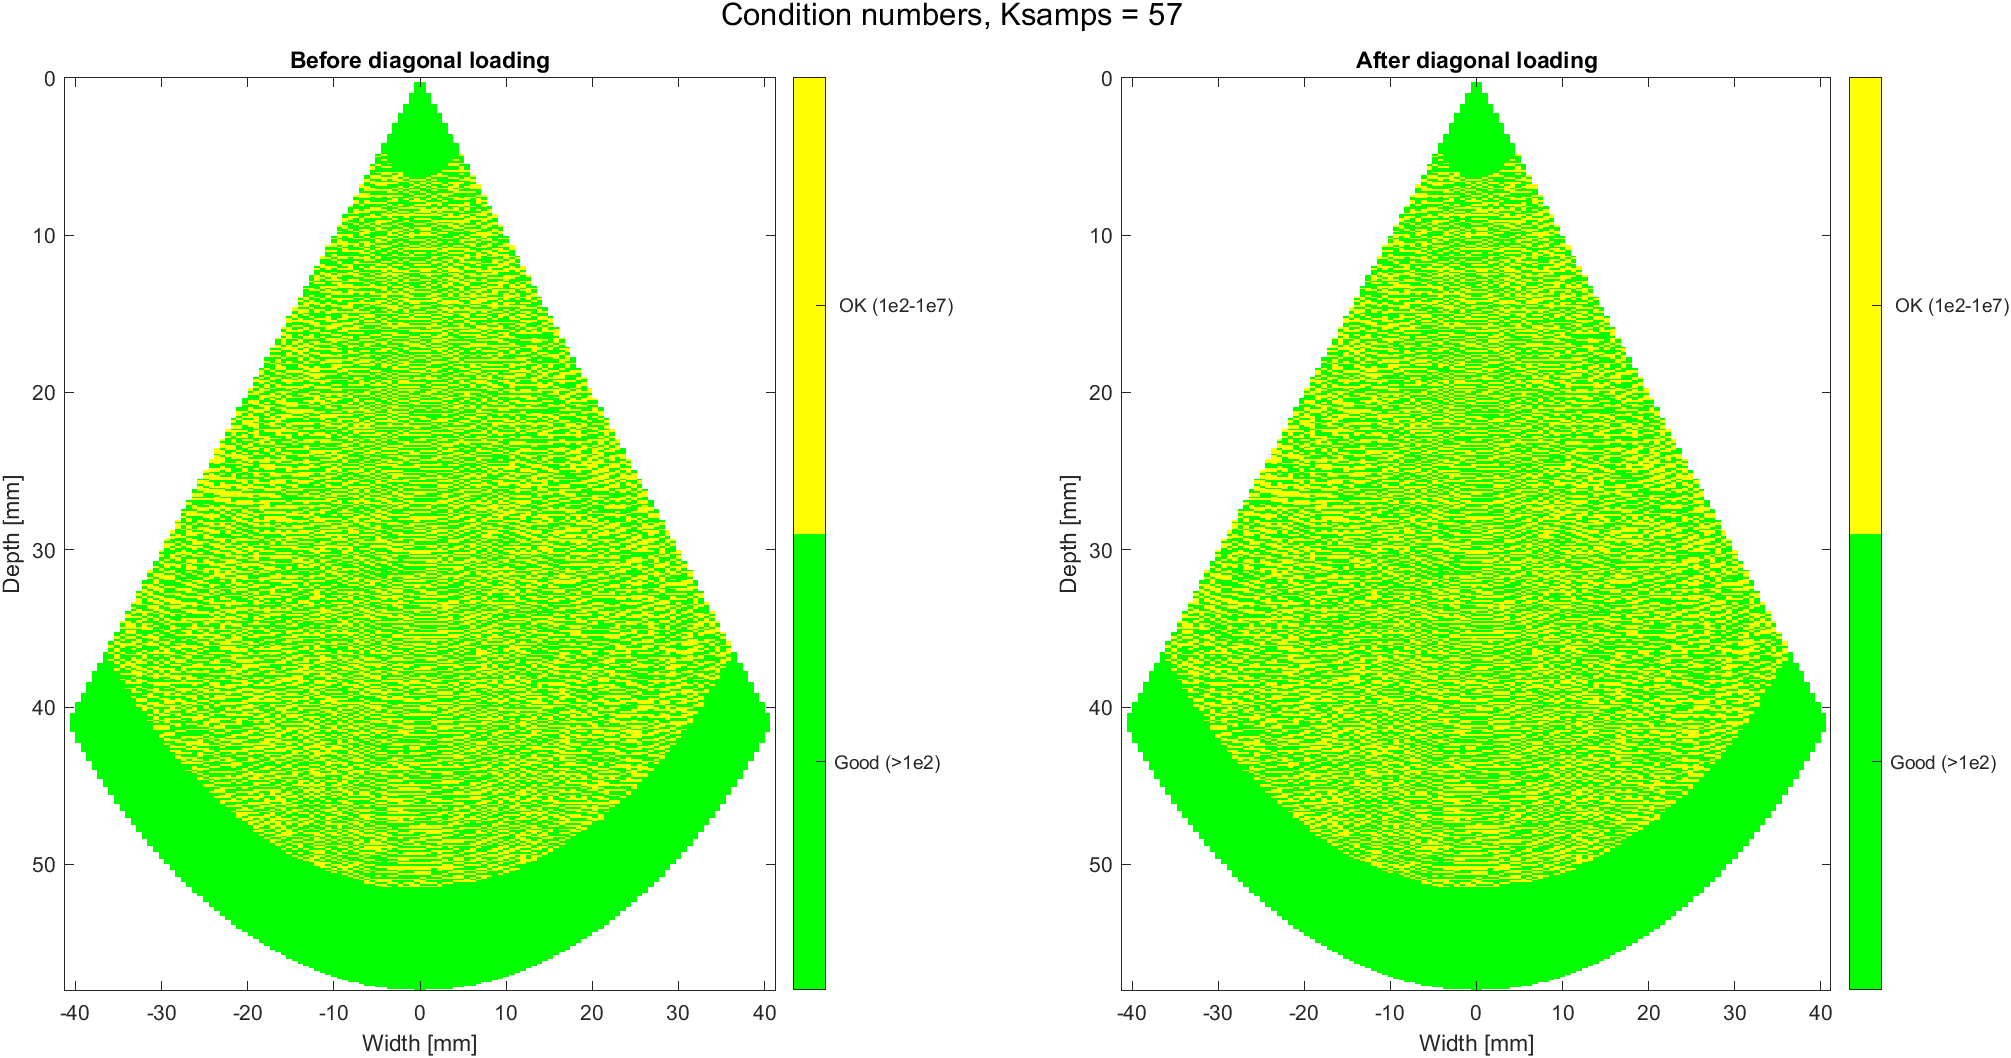 Condition numbers, Ksamps = 57
Before diagonal loading
0
10
20
30
40
50
Depth [mm]
-40 -30 -20 -10 0 10 20 30 40
Width [mm]
OK (1e2-1e7)
Good (>1e2)
After diagonal loading
0
10
20
30
40
50
Depth [mm]
-40 -30 -20 -10 0 10 20 30 40
Width [mm]
OK (1e2-1e7)
Good (>1e2)